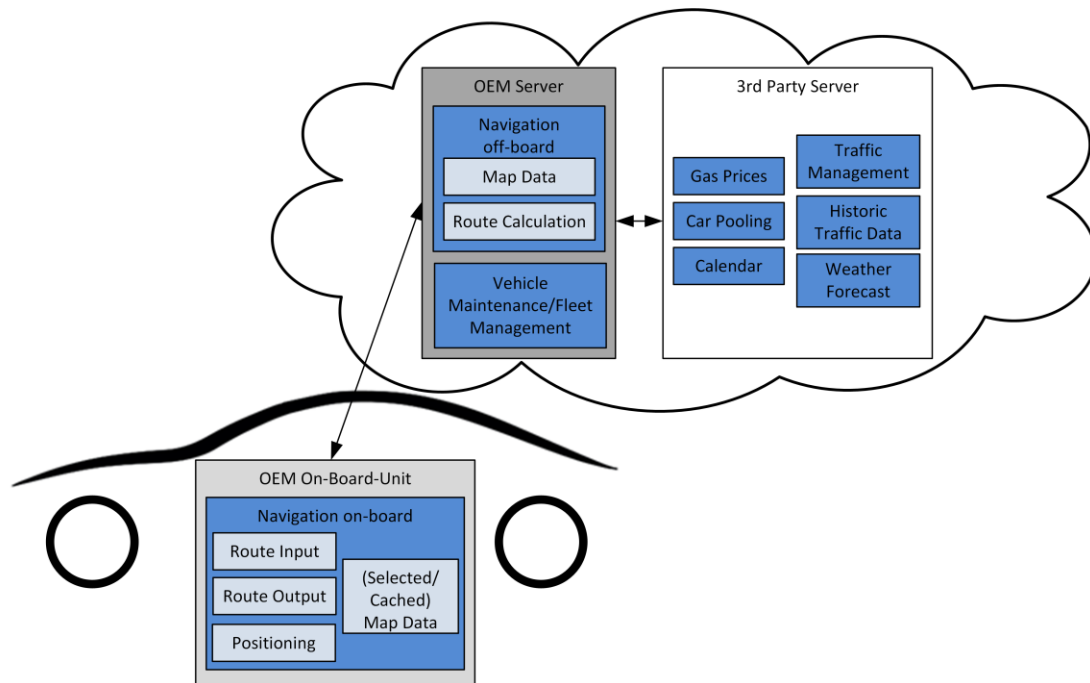 OEM Server
Navigation
off-board
Map Data
Route Calculation
Vehicle
Maintenance/Fleet
Management
3rd Party Server
Gas Prices
Car Pooling
Calendar
Traffic
Management
Historic
Traffic Data
Weather
Forecast
OEM On-Board-Unit
Navigation on-board
Route Input
Route Output
Positioning
(Selected/
Cached)
Map Data